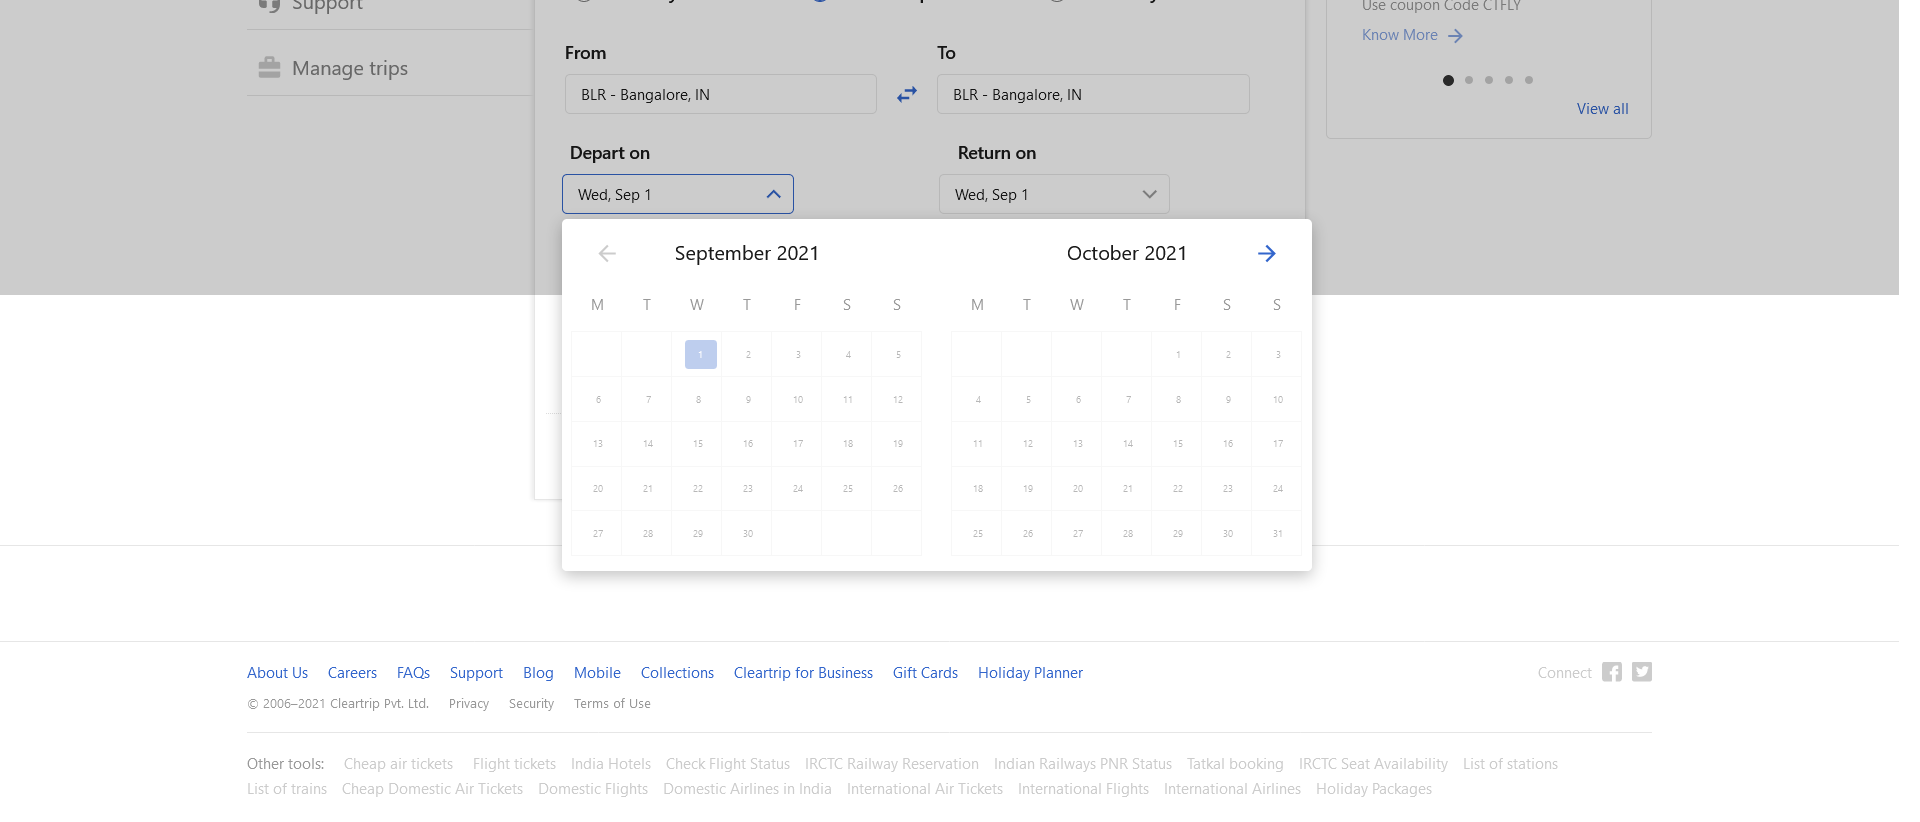 Support
Use coupon Code CTFLY
Know More
Manage trips
From To
BLR - Bangalore, IN BLR - Bangalore, IN
View all
Depart on Return on
Wed, Sep 1 Wed, Sep 1
September 2021 October 2021
M T W T F S S M T W T F S S
1 2 3 4 5 1 2 3
6 7 8 9 10 11 12 4 5 6 7 8 9 10
13 14 15 16 17 18 19 11 12 13 14 15 16 17
20 21 22 23 24 25 26 18 19 20 21 22 23 24
27 28 29 30 25 26 27 28 29 30 31
About Us Careers FAQs Support Blog Mobile Collections Cleartrip for Business Gift Cards Holiday Planner Connect
© 2006–2021 Cleartrip Pvt. Ltd. Privacy Security Terms of Use
Other tools: Cheap air tickets Flight tickets India Hotels Check Flight Status IRCTC Railway Reservation Indian Railways PNR Status Tatkal booking IRCTC Seat Availability List of stations
List of trains Cheap Domestic Air Tickets Domestic Flights Domestic Airlines in India International Air Tickets International Flights International Airlines Holiday Packages